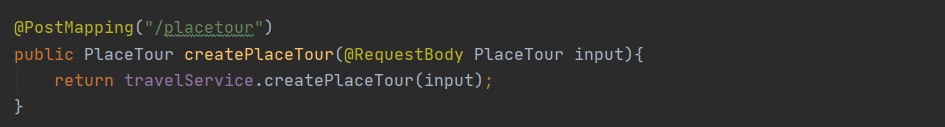 @PostMapping("/placetour")
public PlaceTour createPlaceTour(@RequestBody PlaceTour input){
    return travelService.createPlaceTour(input);
}